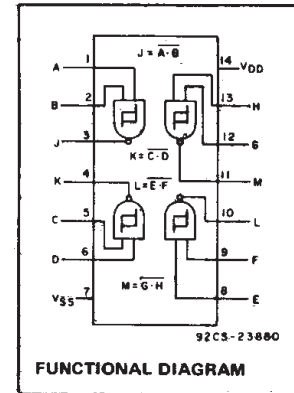 J = A·B
A 1
14 VDD
B 2
13 H
J 3
12 G
K = C·D
11 M
K 4
L = E·F
10 L
C 5
9 F
D 6
M = G·H
8 E
VSS 7
92CS-23880
FUNCTIONAL DIAGRAM